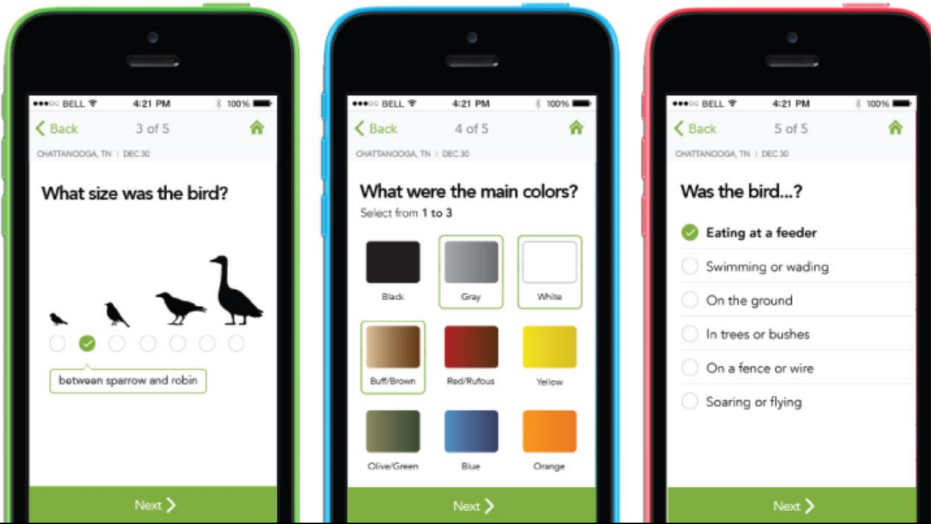 BELL 4:21 PM 100%
Back 3 of 5
CHATTANOOGA, TN | DEC 30
What size was the bird?
between sparrow and robin
Next
BELL 4:21 PM 100%
Back 4 of 5
CHATTANOOGA, TN | DEC 30
What were the main colors?
Select from 1 to 3
Black Gray White
Buff/Brown Red/Rufous Yellow
Olive/Green Blue Orange
Next
BELL 4:21 PM 100%
Back 5 of 5
CHATTANOOGA, TN | DEC 30
Was the bird...?
Eating at a feeder
Swimming or wading
On the ground
In trees or bushes
On a fence or wire
Soaring or flying
Next